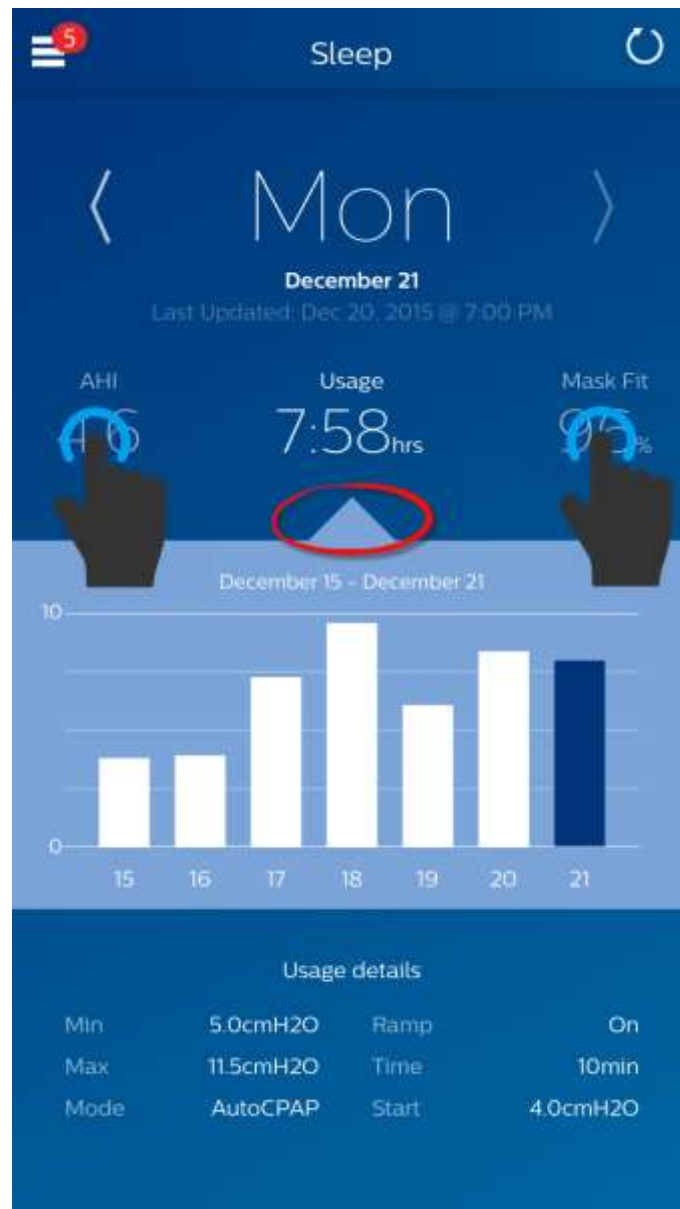 5
Sleep
Mon
December 21
Last Updated: Dec 20, 2015 @ 7:00 PM
AHI Usage Mask Fit
7:58hrs %
December 15 - December 21
10
0
15 16 17 18 19 20 21
Usage details
Min 5.0cmH2O Ramp On
Max 11.5cmH2O Time 10min
Mode AutoCPAP Start 4.0cmH2O